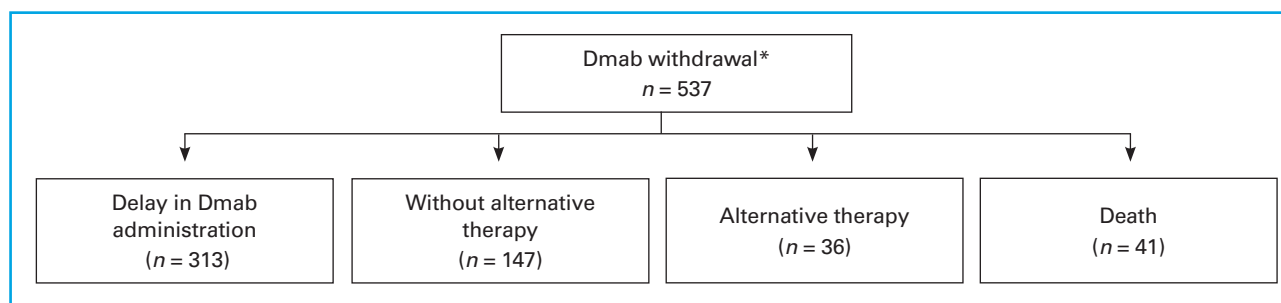 Dmab withdrawal*
n = 537
Delay in Dmab
administration
(n = 313)
Without alternative
therapy
(n = 147)
Alternative therapy
(n = 36)
Death
(n = 41)